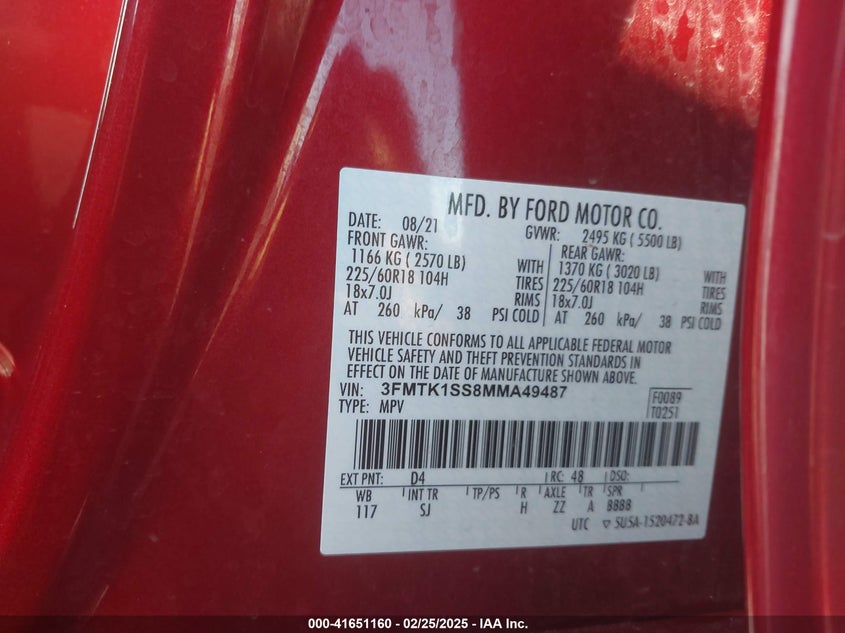 MFD. BY FORD MOTOR CO.
DATE: 08/21 GVWR: 2495 KG ( 5500 LB)
FRONT GAWR: REAR GAWR:
1166 KG ( 2570 LB) WITH 1370 KG ( 3020 LB) WITH
225/60R18 104H TIRES 225/60R18 104H TIRES
18x7.0J RIMS 18x7.0J RIMS
AT 260 kPa/ 38 PSI COLD AT 260 kPa/ 38 PSI COLD
THIS VEHICLE CONFORMS TO ALL APPLICABLE FEDERAL MOTOR
VEHICLE SAFETY AND THEFT PREVENTION STANDARDS IN
EFFECT ON THE DATE OF MANUFACTURE SHOWN ABOVE.
VIN: 3FMTK1SS8MMA49487 F0089
TYPE: MPV T0251
EXT PNT: D4 RC: 48 DSO:
WB INT TR TP/PS R AXLE TR SPR
117 SJ H ZZ A 8888
UTC ▽ 5U5A-1520472-BA
000-41651160 - 02/25/2025 - IAA Inc.